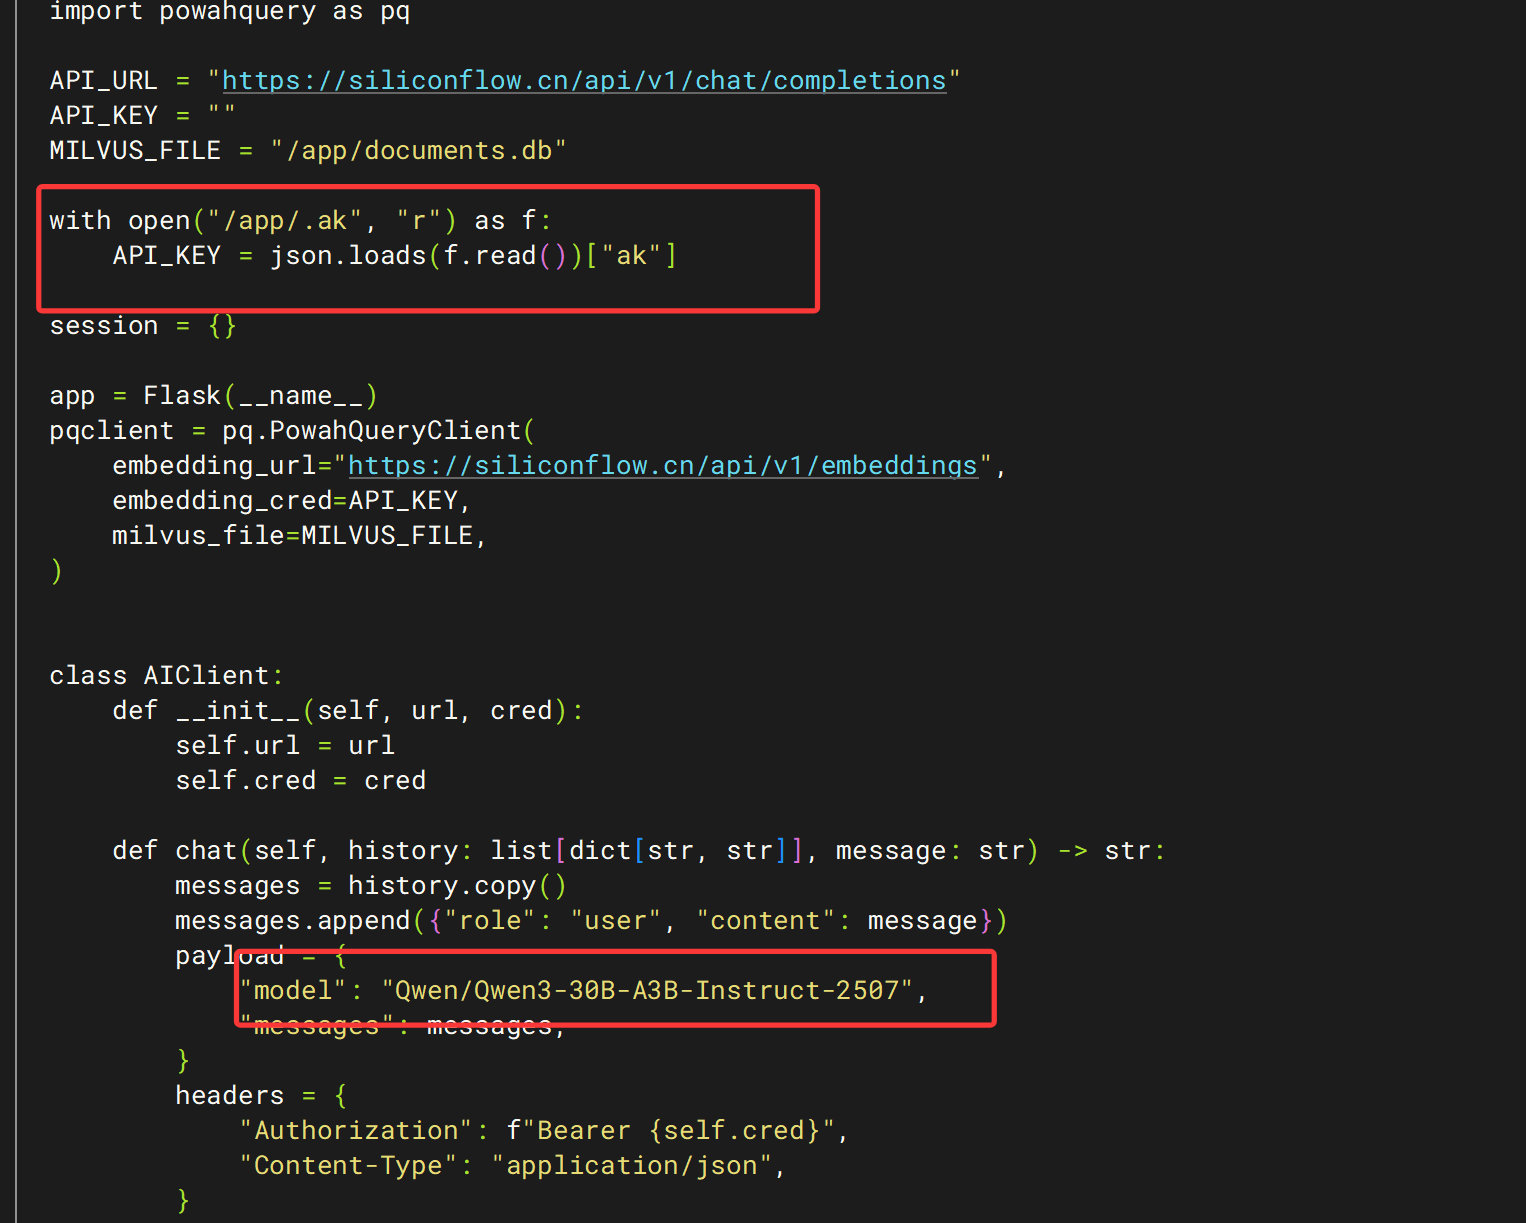 import powahquery as pq
API_URL = "https://siliconflow.cn/api/v1/chat/completions"
API_KEY = ""
MILVUS_FILE = "/app/documents.db"
with open("/app/.ak", "r") as f:
    API_KEY = json.loads(f.read())["ak"]
session = {}
app = Flask(__name__)
pqclient = pq.PowahQueryClient(
    embedding_url="https://siliconflow.cn/api/v1/embeddings",
    embedding_cred=API_KEY,
    milvus_file=MILVUS_FILE,
)
class AIClient:
    def __init__(self, url, cred):
        self.url = url
        self.cred = cred
    def chat(self, history: list[dict[str, str]], message: str) -> str:
        messages = history.copy()
        messages.append({"role": "user", "content": message})
        payload = {
            "model": "Qwen/Qwen3-30B-A3B-Instruct-2507",
            "messages": messages,
        }
        headers = {
            "Authorization": f"Bearer {self.cred}",
            "Content-Type": "application/json",
        }